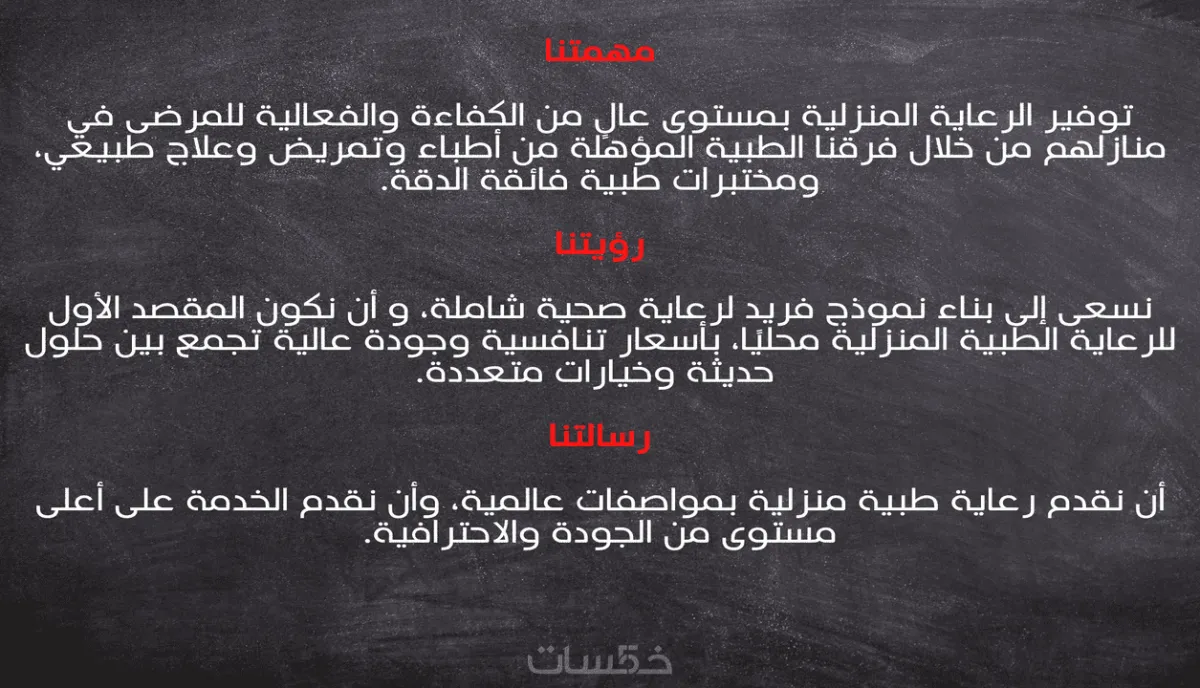 مهمتنا
توفير الرعاية المنزلية بمستوى عالٍ من الكفاءة والفعالية للمرضى في
منازلهم من خلال فرقنا الطبية المؤهلة من أطباء وتمريض وعلاج طبيعي،
ومختبرات طبية فائقة الدقة.
رؤيتنا
نسعى إلى بناء نموذج فريد لرعاية صحية شاملة، و أن نكون المقصد الأول
للرعاية الطبية المنزلية محليًا، بأسعار تنافسية وجودة عالية تجمع بين حلول
حديثة وخيارات متعددة.
رسالتنا
أن نقدم رعاية طبية منزلية بمواصفات عالمية، وأن نقدم الخدمة على أعلى
مستوى من الجودة والاحترافية.
خمسات